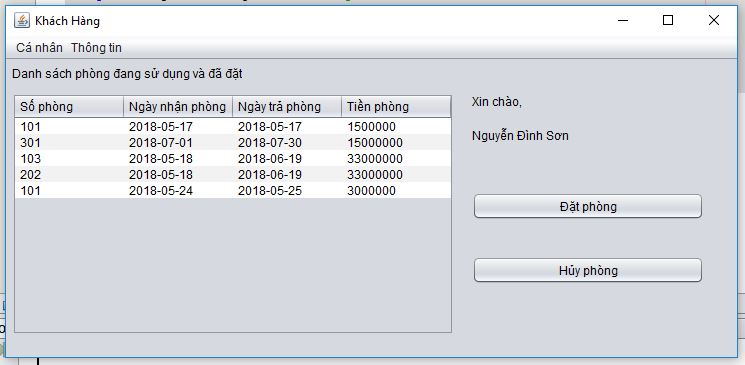 Khách Hàng
Cá nhân Thông tin
Danh sách phòng đang sử dụng và đã đặt
Số phòng Ngày nhận phòng Ngày trả phòng Tiền phòng
101 2018-05-17 2018-05-17 1500000
301 2018-07-01 2018-07-30 15000000
103 2018-05-18 2018-06-19 33000000
202 2018-05-18 2018-06-19 33000000
101 2018-05-24 2018-05-25 3000000
Xin chào,
Nguyễn Đình Sơn
Đặt phòng
Hủy phòng